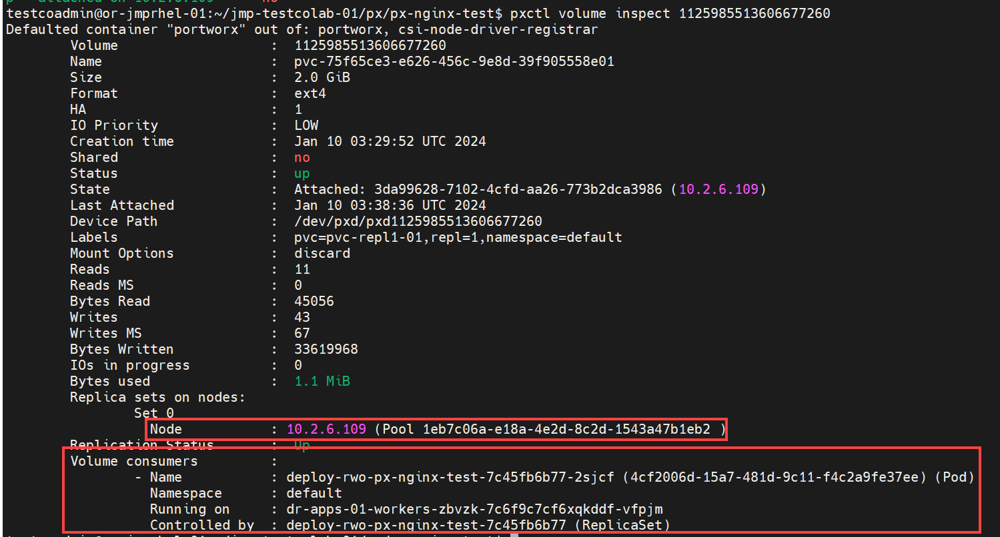 testcoadmin@or-jmprhel-01:~/jmp-testcolab-01/px/px-nginx-test$ pxctl volume inspect 1125985513606677260
Defaulted container "portworx" out of: portworx, csi-node-driver-registrar
Volume : 1125985513606677260
Name : pvc-75f65ce3-e626-456c-9e8d-39f905558e01
Size : 2.0 GiB
Format : ext4
HA : 1
IO Priority : LOW
Creation time : Jan 10 03:29:52 UTC 2024
Shared : no
Status : up
State : Attached: 3da99628-7102-4cfd-aa26-773b2dca3986 (10.2.6.109)
Last Attached : Jan 10 03:38:36 UTC 2024
Device Path : /dev/pxd/pxd1125985513606677260
Labels : pvc=pvc-repl1-01,repl=1,namespace=default
Mount Options : discard
Reads : 11
Reads MS : 0
Bytes Read : 45056
Writes : 43
Writes MS : 67
Bytes Written : 33619968
IOs in progress : 0
Bytes used : 1.1 MiB
Replica sets on nodes:
Set 0
Node : 10.2.6.109 (Pool 1eb7c06a-e18a-4e2d-8c2d-1543a47b1eb2 )
Replication Status : Up
Volume consumers :
- Name : deploy-rwo-px-nginx-test-7c45fb6b77-2sjcf (4cf2006d-15a7-481d-9c11-f4c2a9fe37ee) (Pod)
Namespace : default
Running on : dr-apps-01-workers-zbvzk-7c6f9c7cf6xqkddf-vfpjm
Controlled by : deploy-rwo-px-nginx-test-7c45fb6b77 (ReplicaSet)